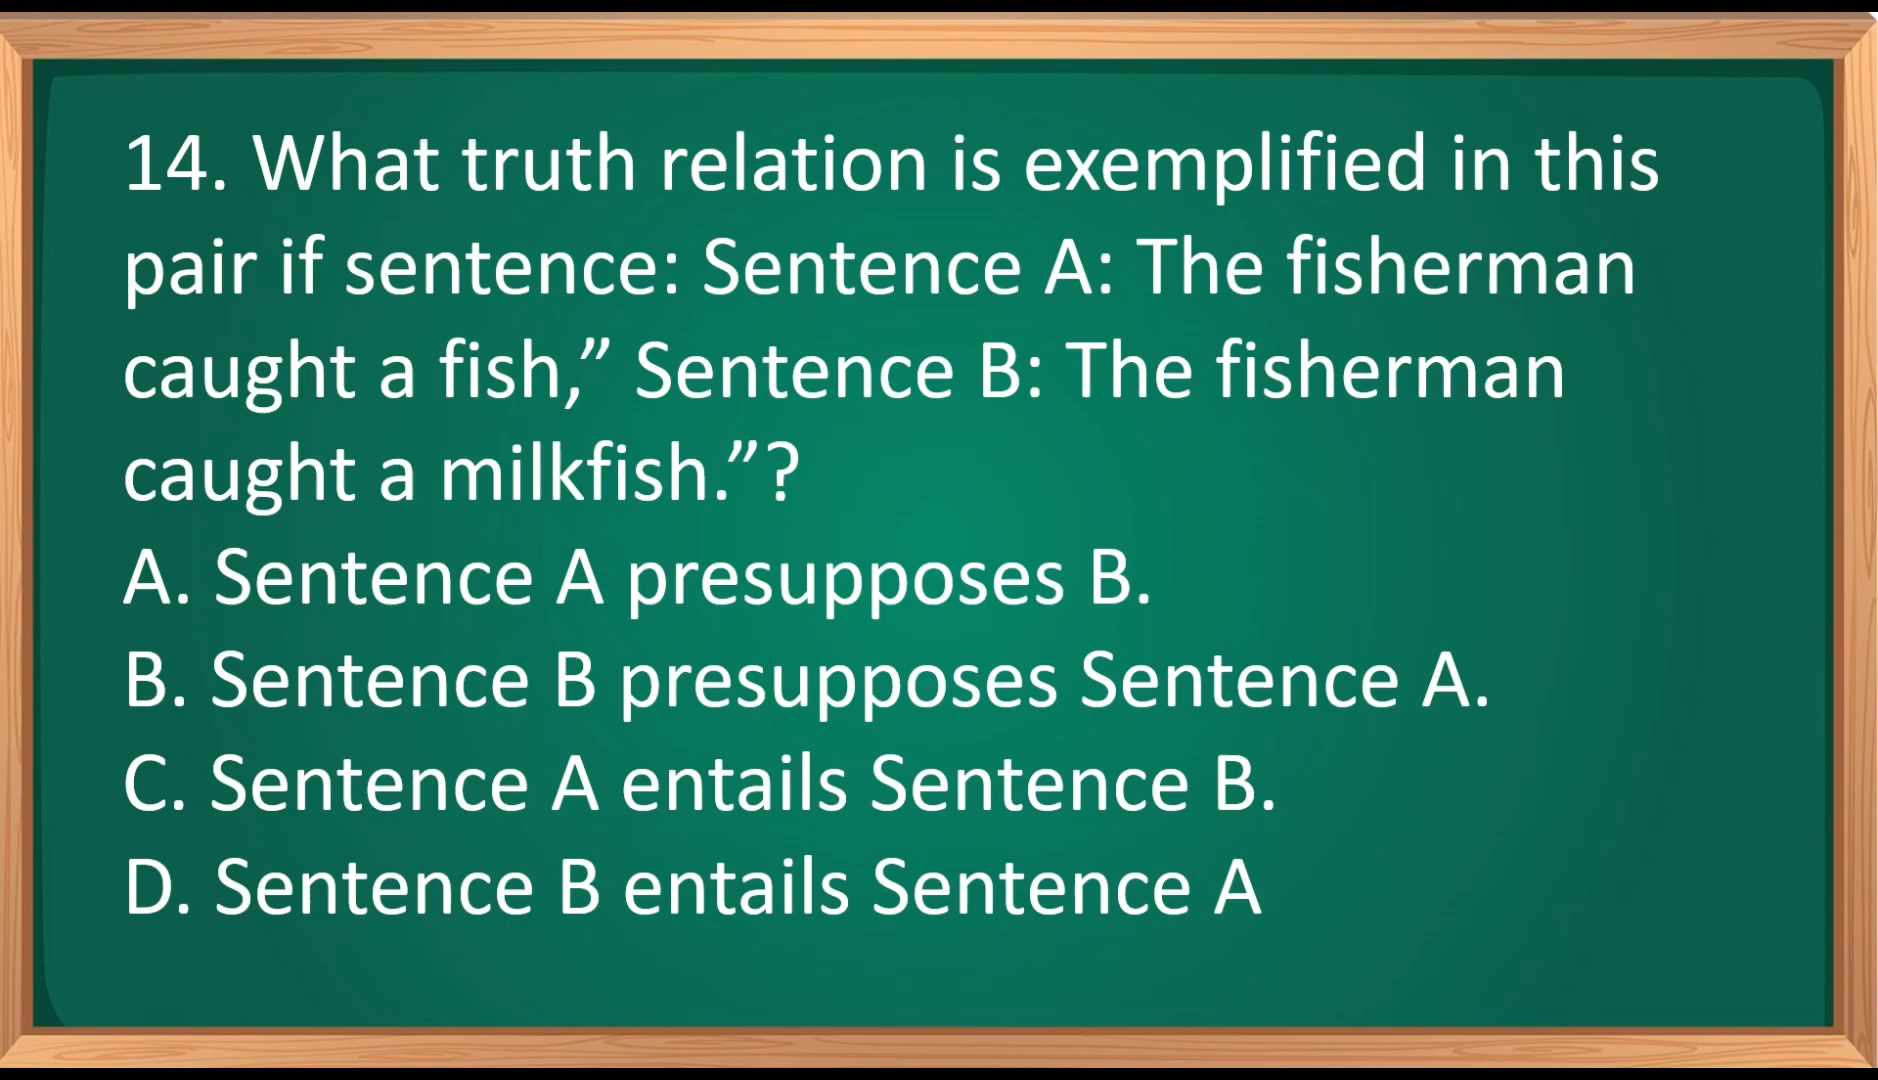 14. What truth relation is exemplified in this
pair if sentence: Sentence A: The fisherman
caught a fish,” Sentence B: The fisherman
caught a milkfish.”?
A. Sentence A presupposes B.
B. Sentence B presupposes Sentence A.
C. Sentence A entails Sentence B.
D. Sentence B entails Sentence A